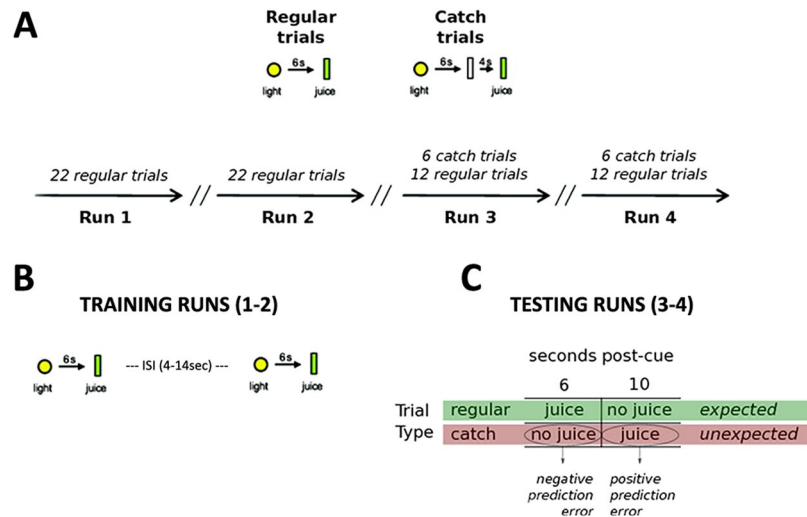 A
Regular
trials
Catch
trials
6s
6s
4s
light
juice
light
juice
22 regular trials
22 regular trials
6 catch trials
12 regular trials
6 catch trials
12 regular trials
Run 1
Run 2
Run 3
Run 4
B
TRAINING RUNS (1-2)
6s
--- ISI (4-14sec) ---
6s
light
juice
light
juice
C
TESTING RUNS (3-4)
seconds post-cue
6
10
Trial
Type
regular
juice
no juice
expected
catch
no juice
juice
unexpected
negative
prediction
error
positive
prediction
error